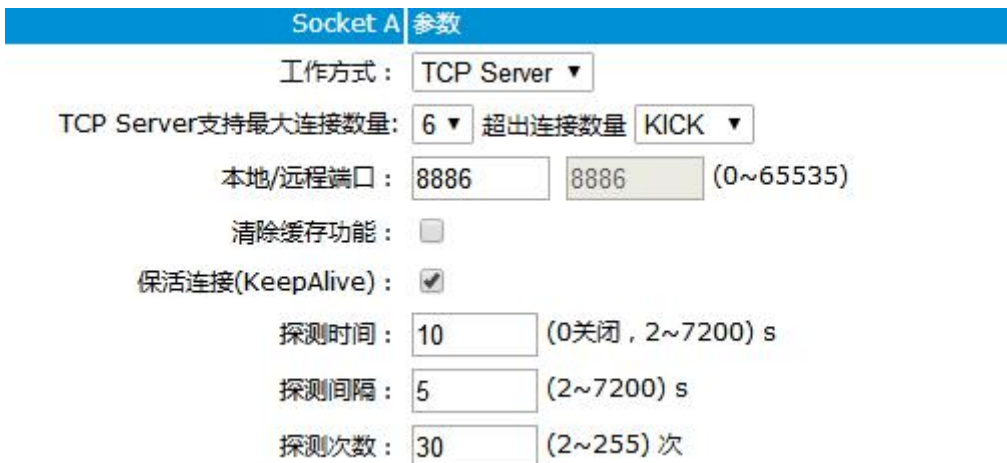 Socket A 参数
工作方式： TCP Server ▼
TCP Server支持最大连接数量: 6 ▼ 超出连接数量 KICK ▼
本地/远程端口： 8886 8886 (0~65535)
清除缓存功能：
保活连接(KeepAlive)：
探测时间： 10 (0关闭，2~7200) s
探测间隔： 5 (2~7200) s
探测次数： 30 (2~255) 次